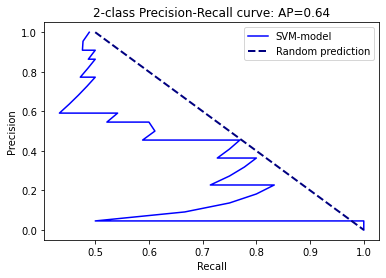 2-class Precision-Recall curve: AP=0.64
SVM-model
Random prediction
Precision
1.0
0.8
0.6
0.4
0.2
0.0
0.5 0.6 0.7 0.8 0.9 1.0
Recall